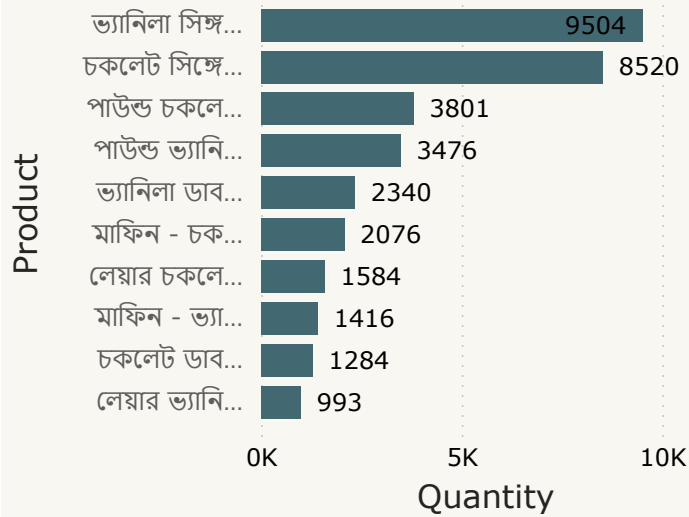 Product
ভ্যানিলা সিঙ্গ... 9504
চকলেট সিঙ্গে... 8520
পাউন্ড চকলে... 3801
পাউন্ড ভ্যানি... 3476
ভ্যানিলা ডাব... 2340
মাফিন - চক... 2076
লেয়ার চকলে... 1584
মাফিন - ভ্যা... 1416
চকলেট ডাব... 1284
লেয়ার ভ্যানি... 993
0K 5K 10K
Quantity